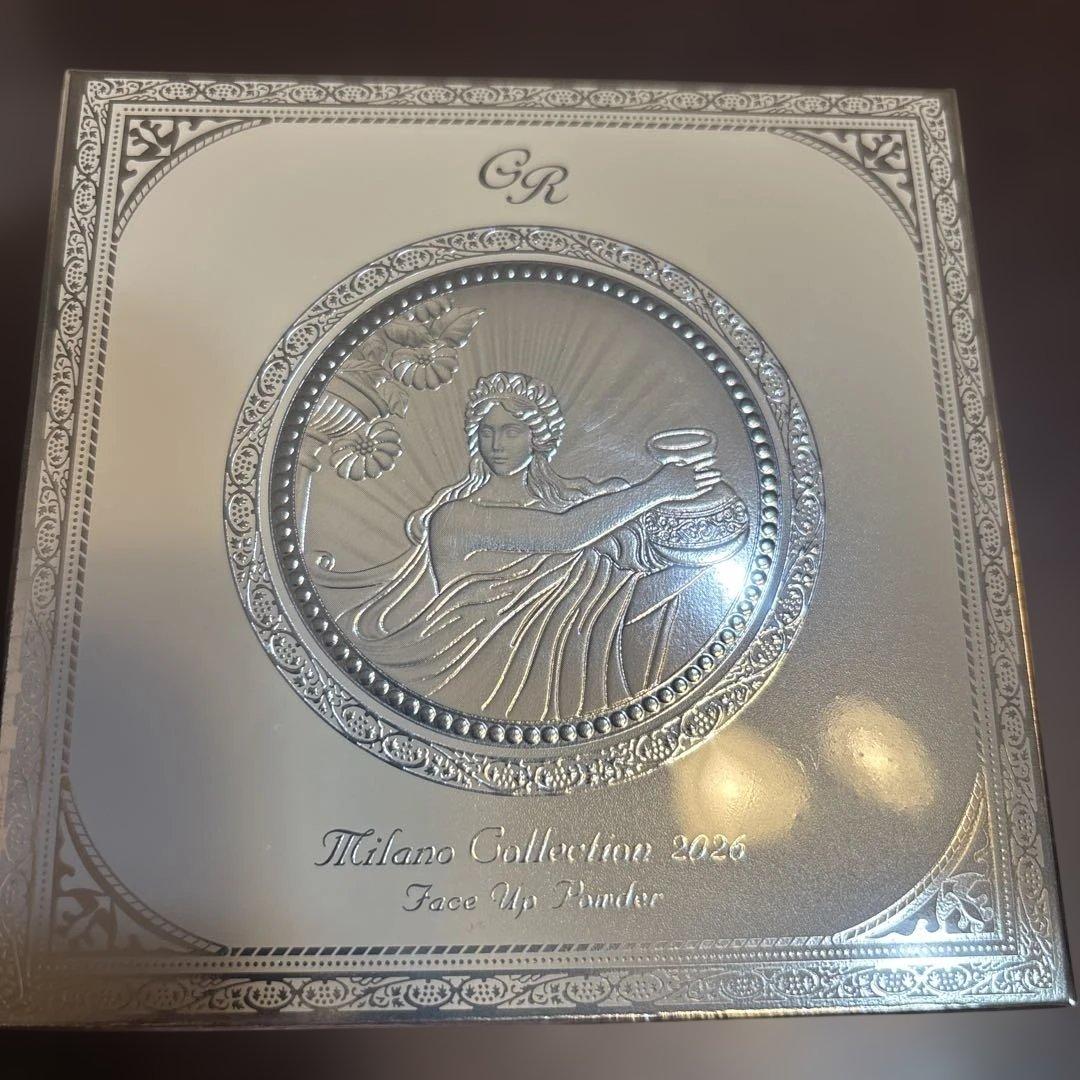 GR
Milano Collection 2026
Face Up Powder